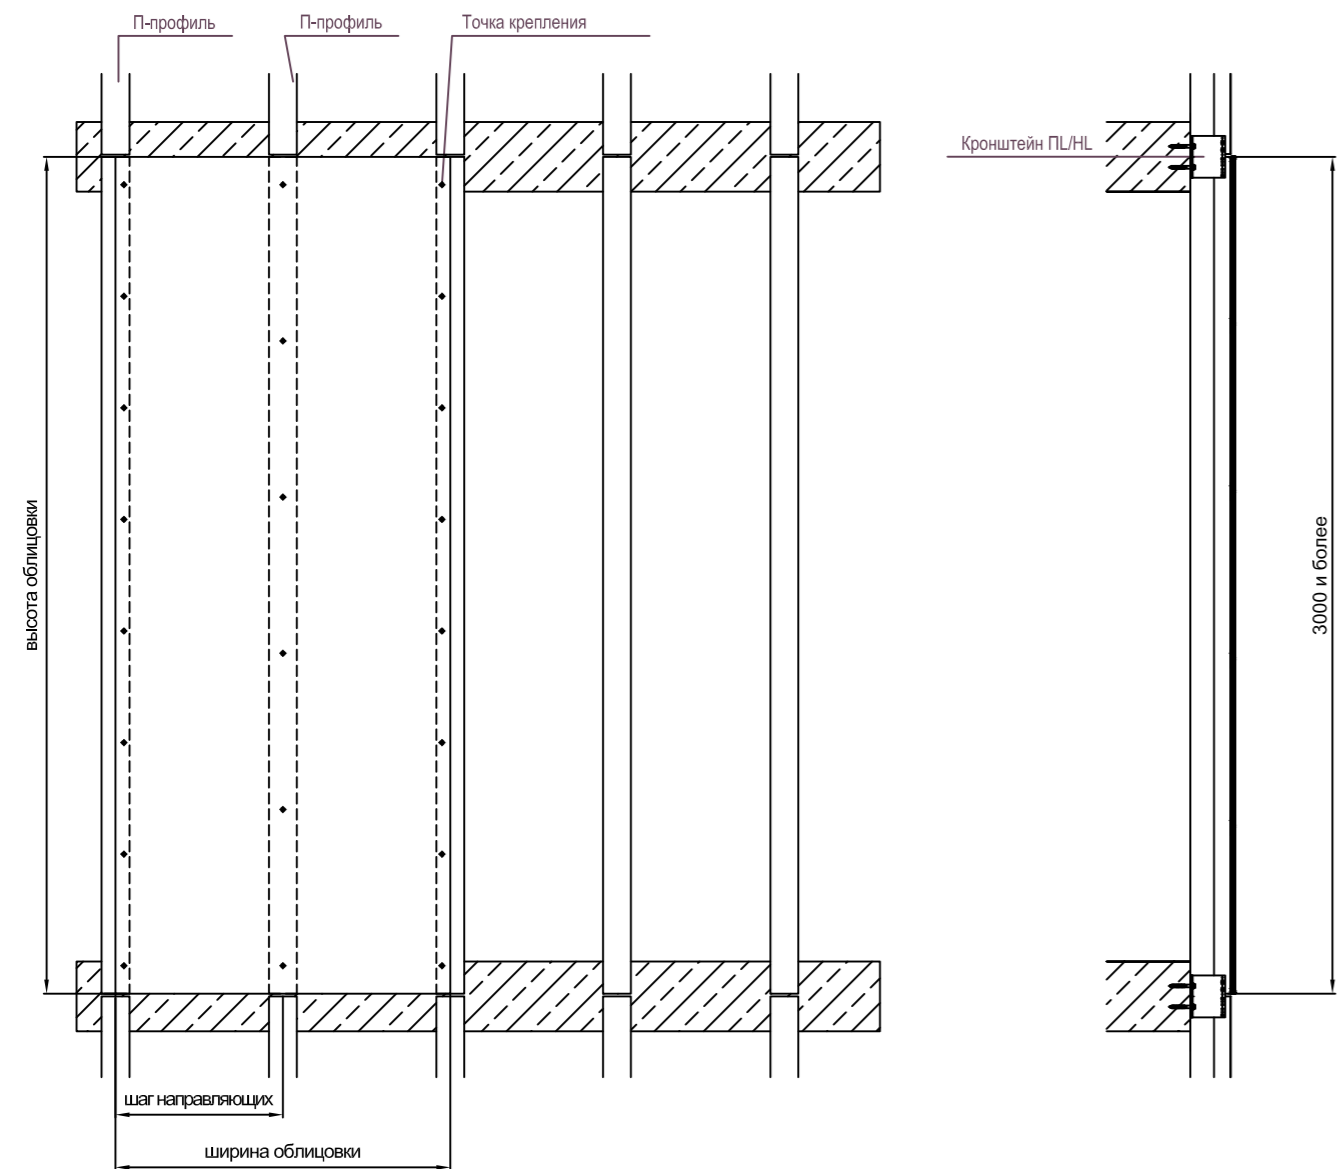 П-профиль
П-профиль
Точка крепления
Кронштейн ПL/HL
высота облицовки
3000 и более
шаг направляющих
ширина облицовки